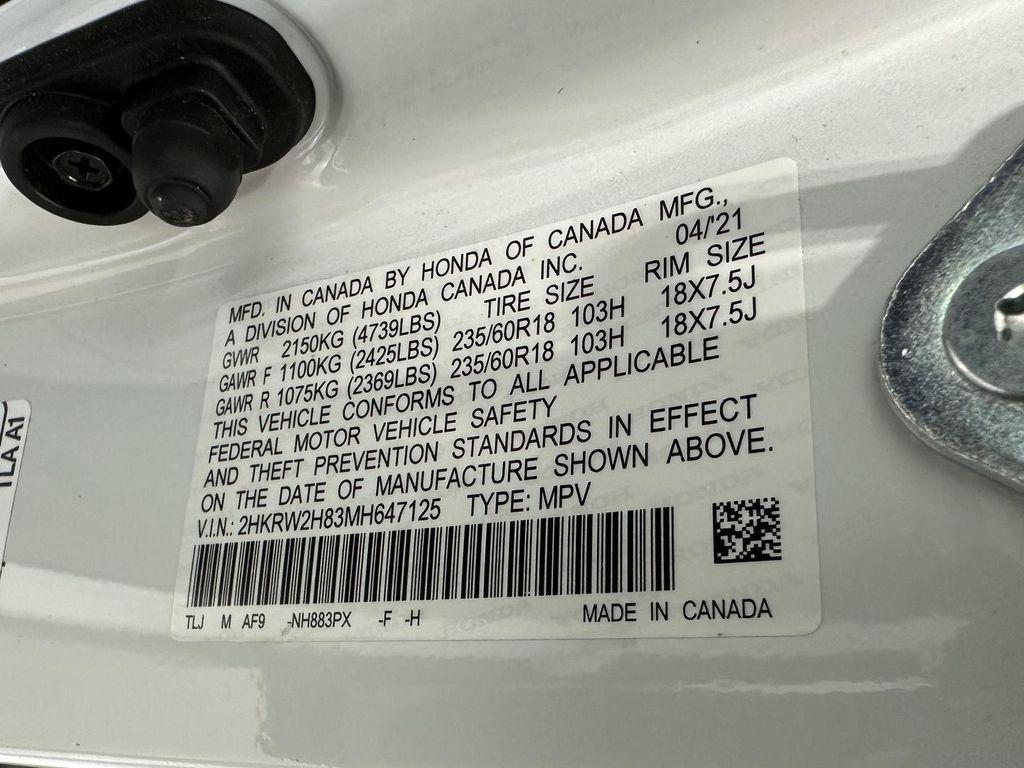 MFD. IN CANADA BY HONDA OF CANADA MFG.,
A DIVISION OF HONDA CANADA INC. 04/'21
GVWR 2150KG (4739LBS) TIRE SIZE RIM SIZE
GAWR F 1100KG (2425LBS) 235/60R18 103H 18X7.5J
GAWR R 1075KG (2369LBS) 235/60R18 103H 18X7.5J
THIS VEHICLE CONFORMS TO ALL APPLICABLE
FEDERAL MOTOR VEHICLE SAFETY
AND THEFT PREVENTION STANDARDS IN EFFECT
ON THE DATE OF MANUFACTURE SHOWN ABOVE.
V.I.N.: 2HKRW2H83MH647125 TYPE: MPV
TLJ M AF9 -NH883PX -F -H MADE IN CANADA
TLA A1